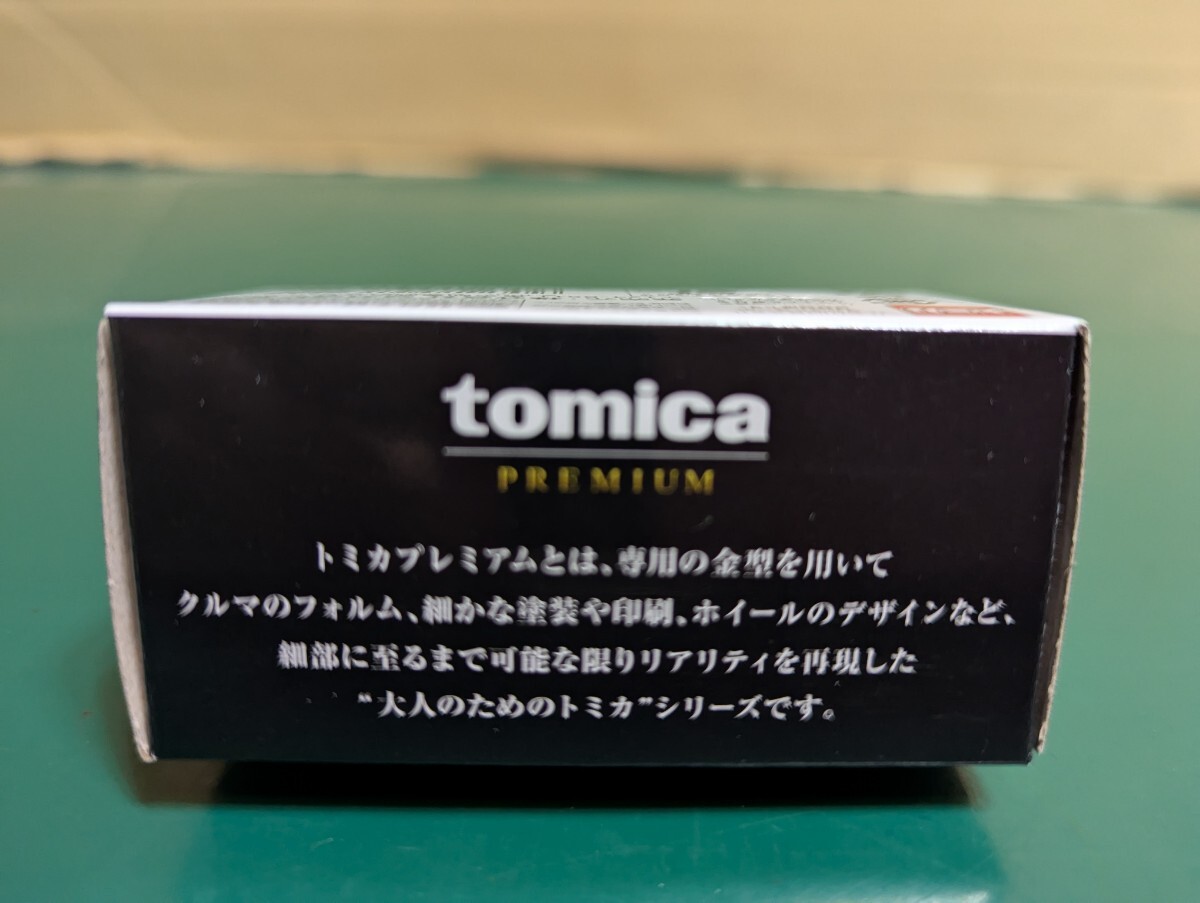 tomica
PREMIUM
トミカプレミアムとは、専用の金型を用いて
クルマのフォルム、細かな塗装や印刷、ホイールのデザインなど、
細部に至るまで可能な限りリアリティを再現した
“大人のためのトミカ”シリーズです。